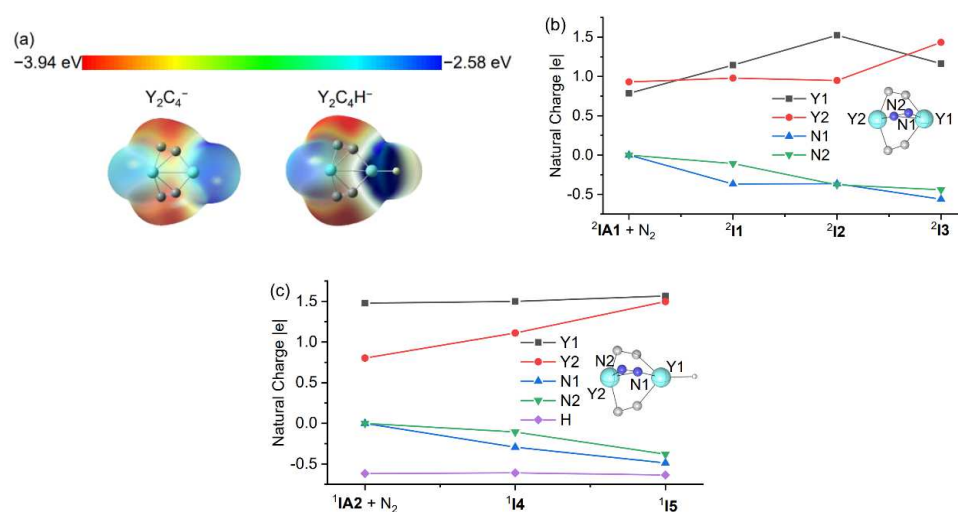 (a)
−3.94 eV
−2.58 eV
Y₂C₄⁻
Y₂C₄H⁻
(b)
Natural Charge |e|
1.5
1.0
0.5
0.0
-0.5
Y1
Y2
N1
N2
N2
Y2
Y1
N1
²IA1 + N₂
²I1
²I2
²I3
(c)
Natural Charge |e|
1.5
1.0
0.5
0.0
-0.5
Y1
Y2
N1
N2
H
N2
Y1
N1
Y2
¹IA2 + N₂
¹I4
¹I5